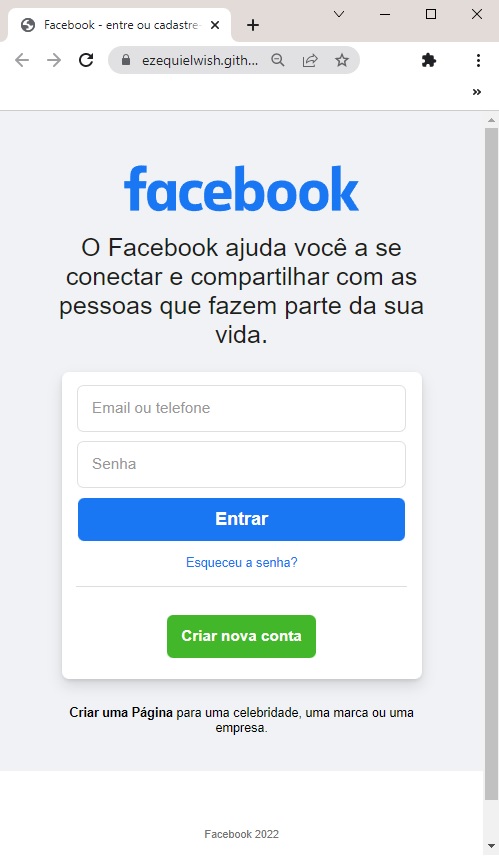 Facebook - entre ou cadastre-
ezequielwish.gith...
facebook
O Facebook ajuda você a se
conectar e compartilhar com as
pessoas que fazem parte da sua
vida.
Email ou telefone
Senha
Entrar
Esqueceu a senha?
Criar nova conta
Criar uma Página para uma celebridade, uma marca ou uma
empresa.
Facebook 2022